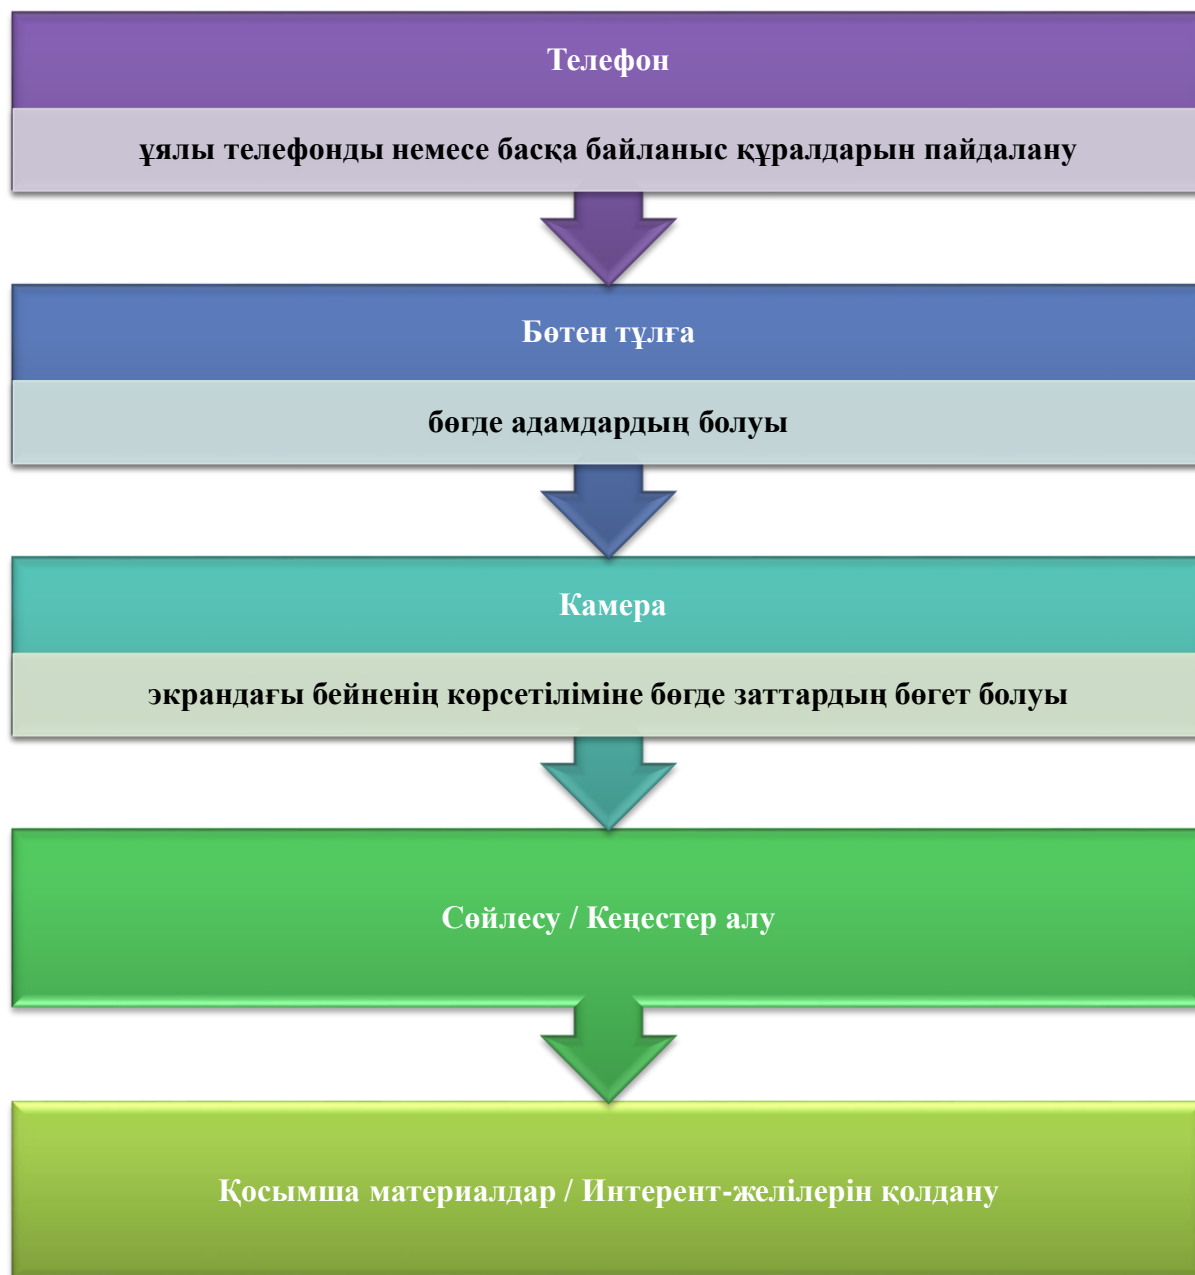 Телефон
ұялы телефонды немесе басқа байланыс құралдарын пайдалану
Бөтен тұлға
бөгде адамдардың болуы
Камера
экрандағы бейненің көрсетіліміне бөгде заттардың бөгет болуы
Сөйлесу / Кеңестер алу
Қосымша материалдар / Интерент-желілерін қолдану